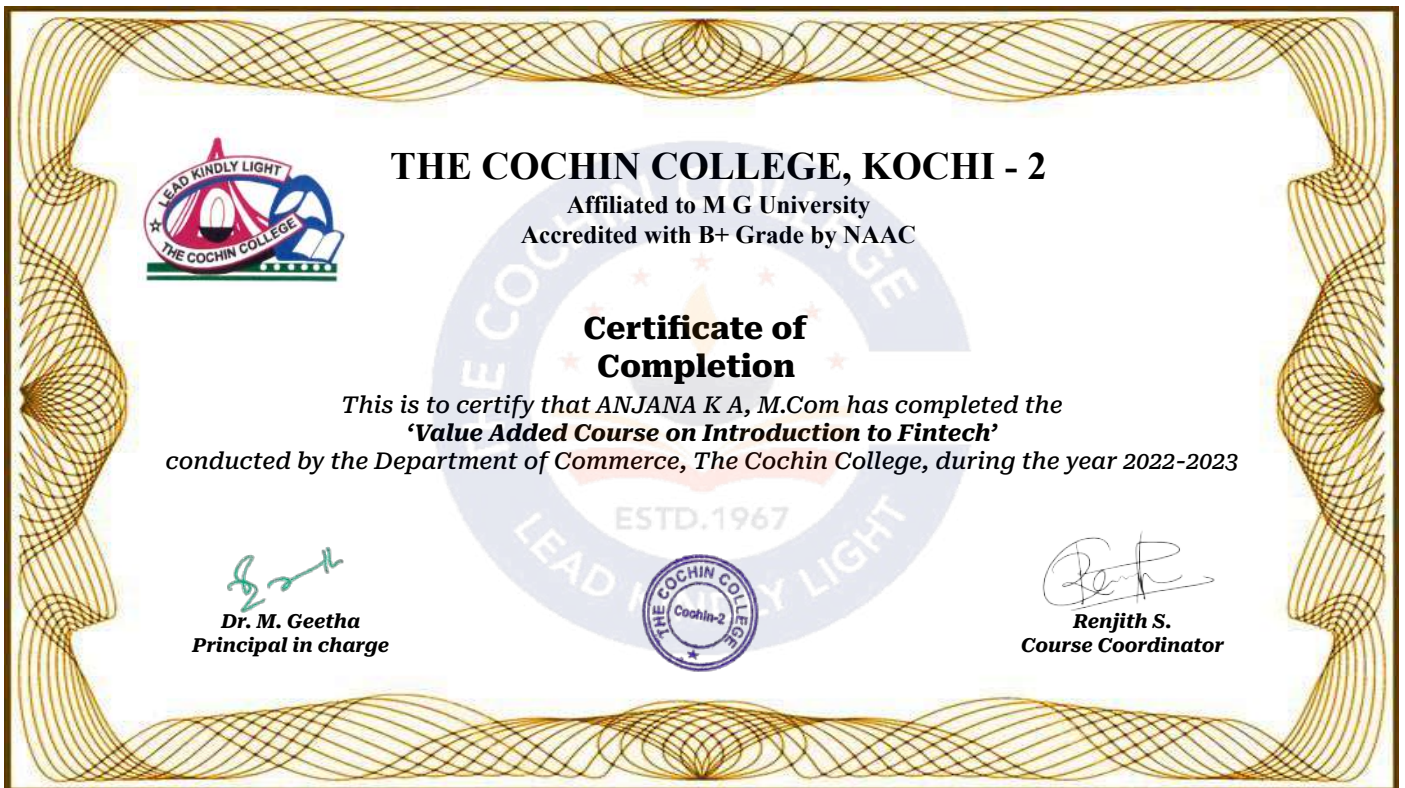 LEAD KINDLY LIGHT
THE COCHIN COLLEGE
THE COCHIN COLLEGE, KOCHI - 2
Affiliated to M G University
Accredited with B+ Grade by NAAC
THE COCHIN COLLEGE
Certificate of
Completion
This is to certify that ANJANA K A, M.Com has completed the
‘Value Added Course on Introduction to Fintech’
conducted by the Department of Commerce, The Cochin College, during the year 2022-2023
ESTD.1967
LEAD KINDLY LIGHT
THE COCHIN COLLEGE
Cochin-2
Dr. M. Geetha
Principal in charge
Renjith S.
Course Coordinator